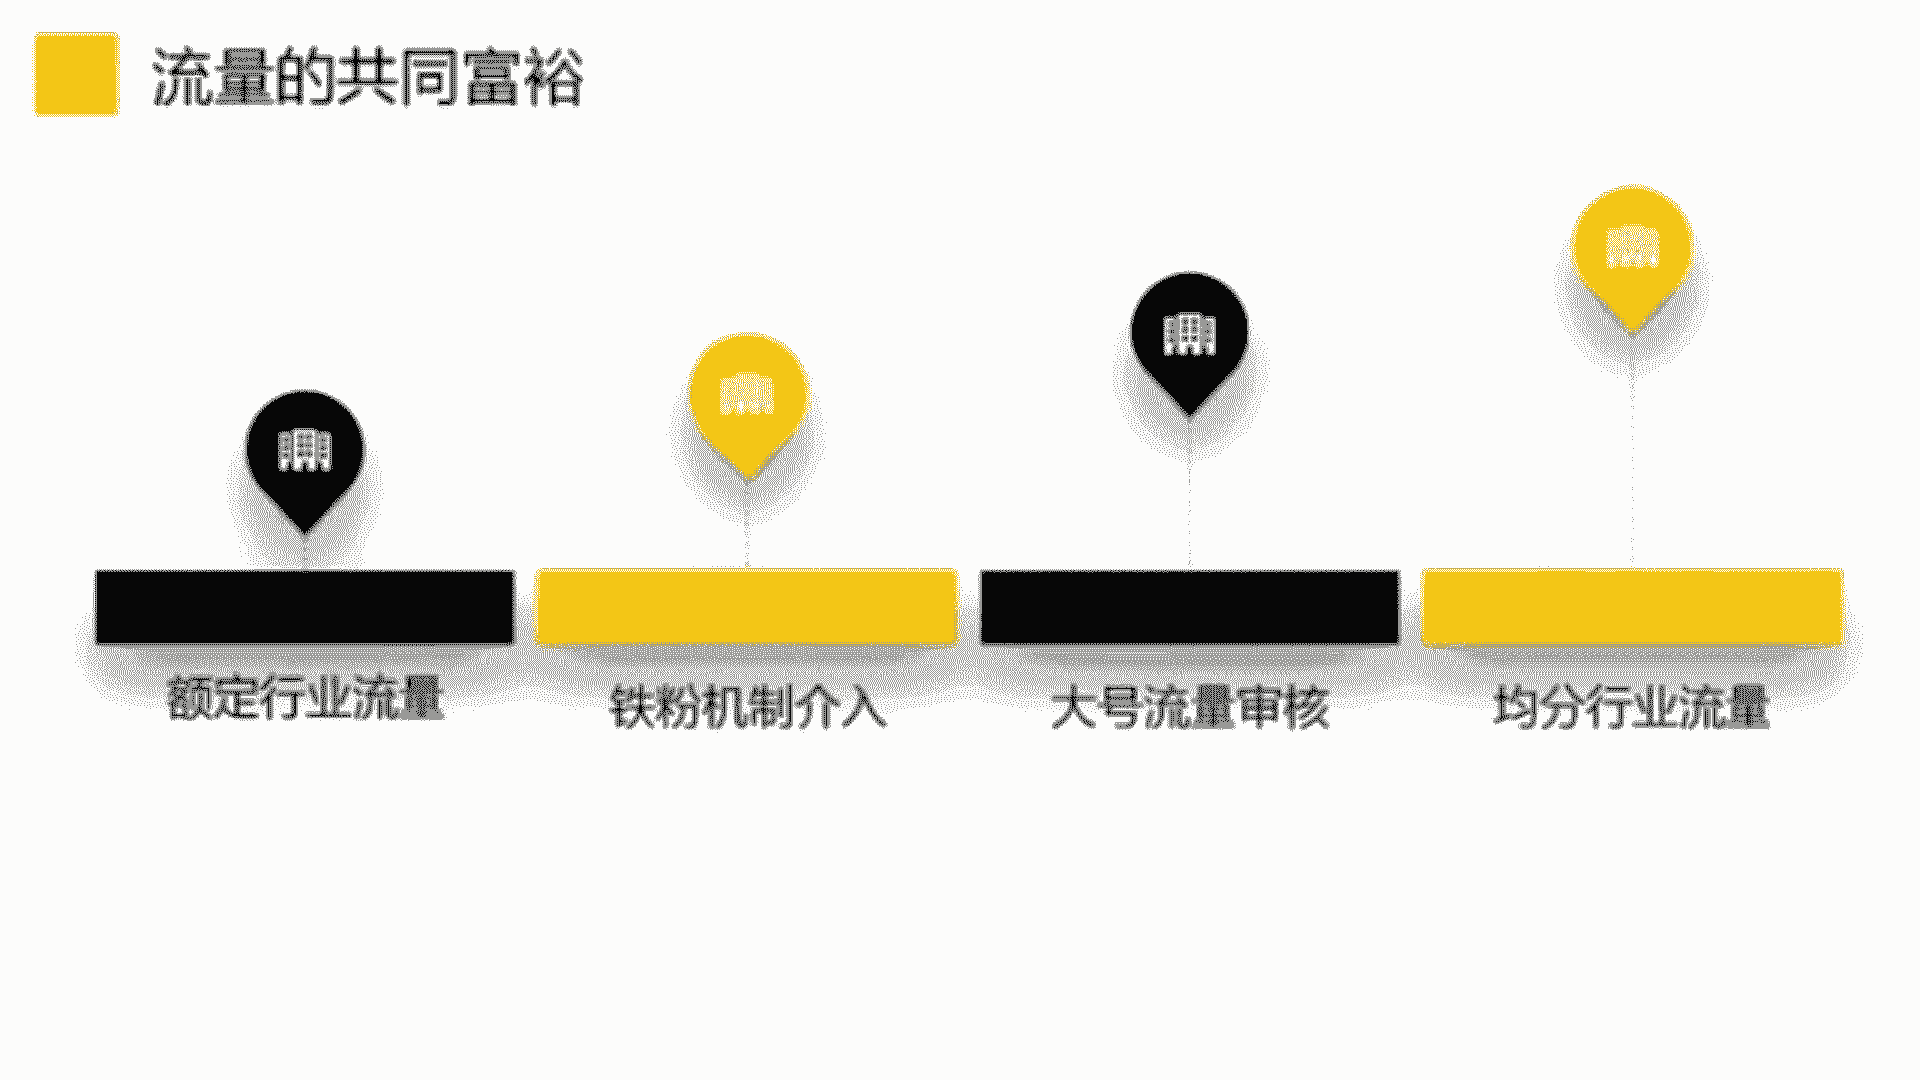 流量的共同富裕
额定行业流量
铁粉机制介入
大号流量审核
均分行业流量